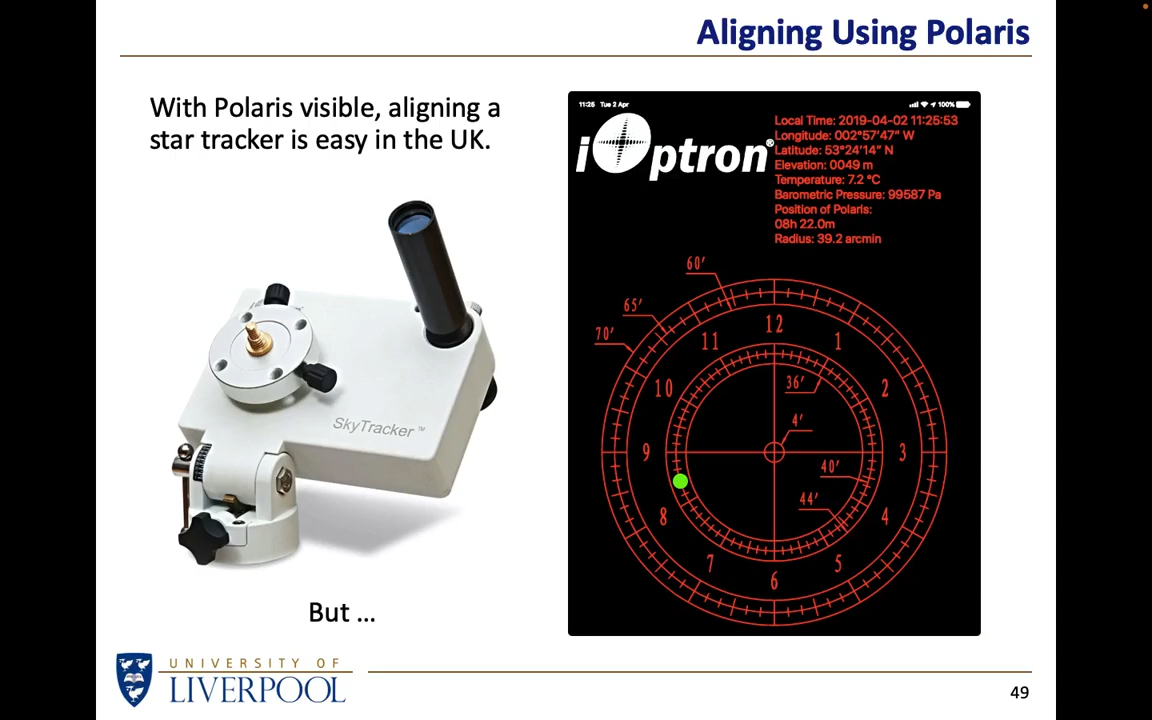 Aligning Using Polaris
With Polaris visible, aligning a
star tracker is easy in the UK.
SkyTracker™
But ...
11:25 Tue 2 Apr
100%
iOptron®
Local Time: 2019-04-02 11:25:53
Longitude: 002°57'47" W
Latitude: 53°24'14" N
Elevation: 0049 m
Temperature: 7.2 °C
Barometric Pressure: 99587 Pa
Position of Polaris:
08h 22.0m
Radius: 39.2 arcmin
60'
65'
70'
12
11
1
10
36'
2
4'
9
3
40'
44'
8
4
7
5
6
UNIVERSITY OF
LIVERPOOL
49